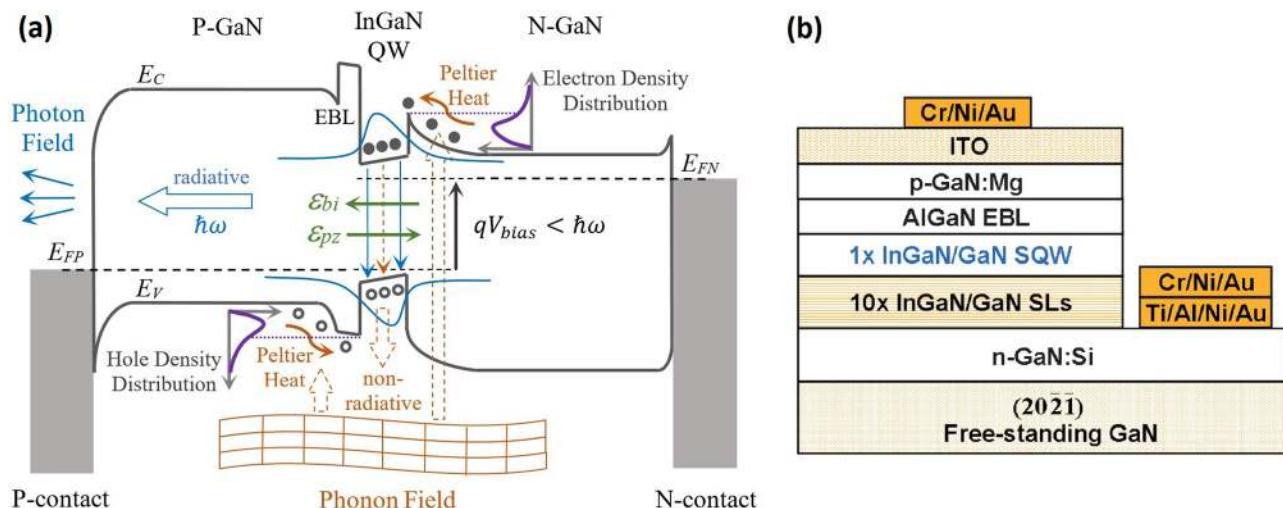 (a)
P-GaN
InGaN
QW
N-GaN
E_C
EBL
Peltier
Heat
Electron Density
Distribution
Photon
Field
radiative
ℏω
ℰbi
ℰpz
qV_bias < ℏω
E_FN
E_FP
E_V
Hole Density
Distribution
Peltier
Heat
non-
radiative
P-contact
Phonon Field
N-contact
(b)
Cr/Ni/Au
ITO
p-GaN:Mg
AlGaN EBL
1x InGaN/GaN SQW
10x InGaN/GaN SLs
Cr/Ni/Au
Ti/Al/Ni/Au
n-GaN:Si
(202̄1̄)
Free-standing GaN